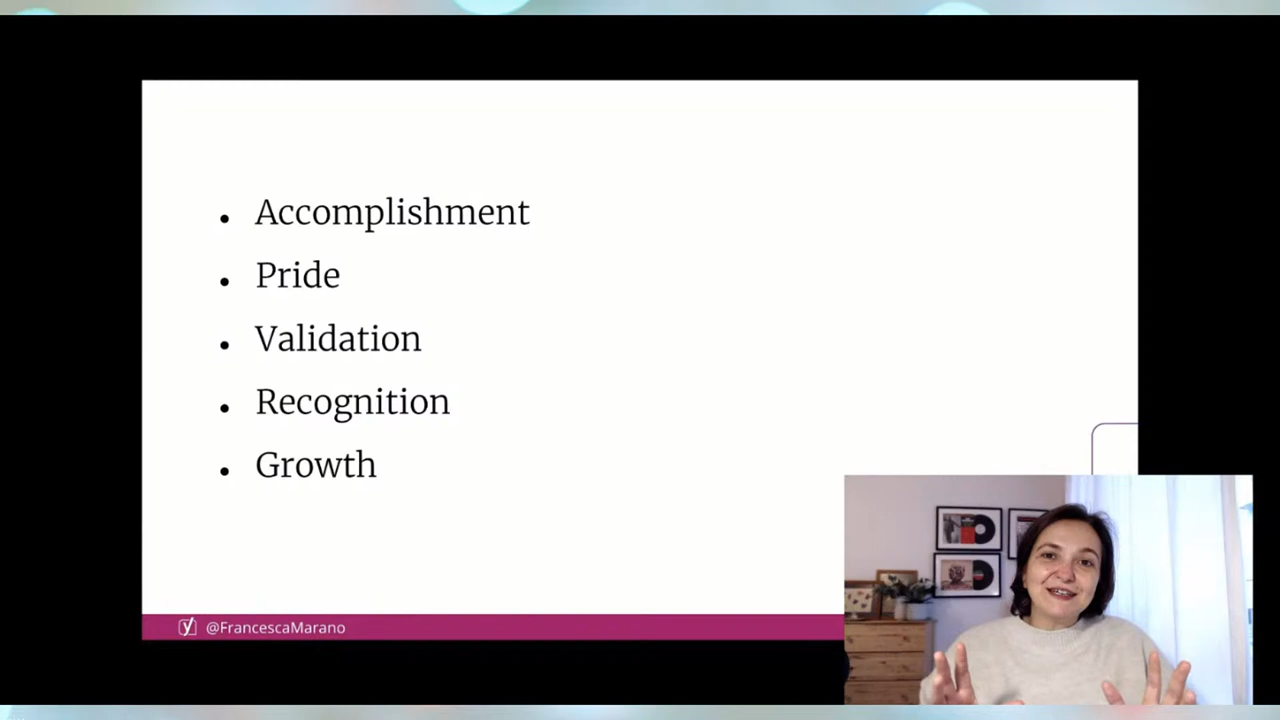 • Accomplishment
• Pride
• Validation
• Recognition
• Growth
@FrancescaMarano